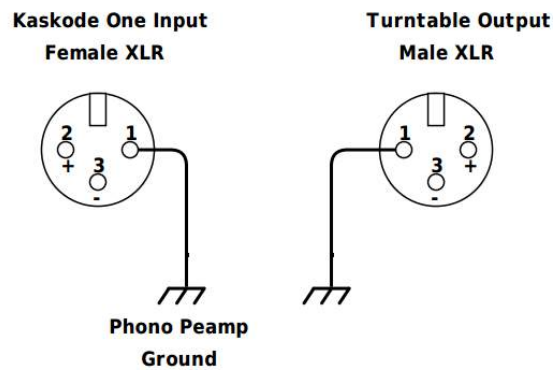 Kaskode One Input
Female XLR
Turntable Output
Male XLR
2
1
+
3
-
1
2
3
+
-
Phono Peamp
Ground